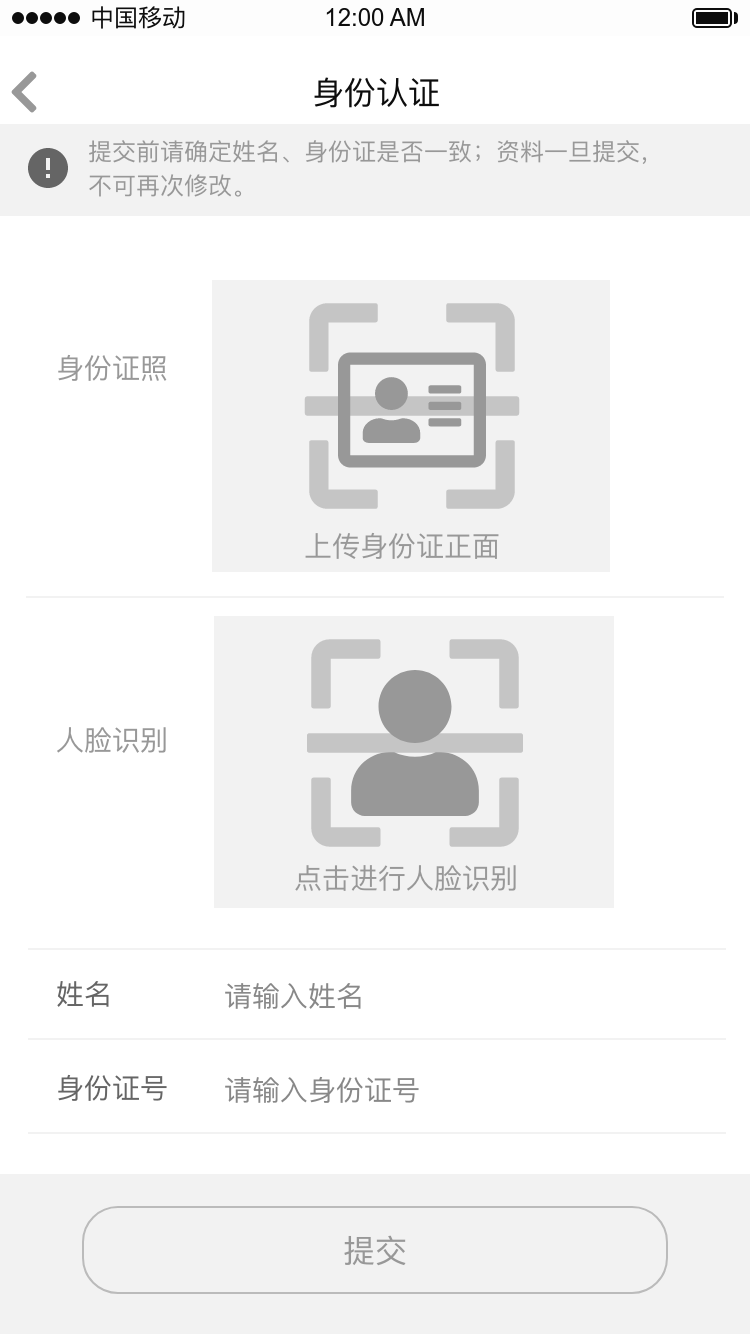 中国移动 12:00 AM
身份认证
提交前请确定姓名、身份证是否一致；资料一旦提交，
不可再次修改。
身份证照
上传身份证正面
人脸识别
点击进行人脸识别
姓名 请输入姓名
身份证号 请输入身份证号
提交